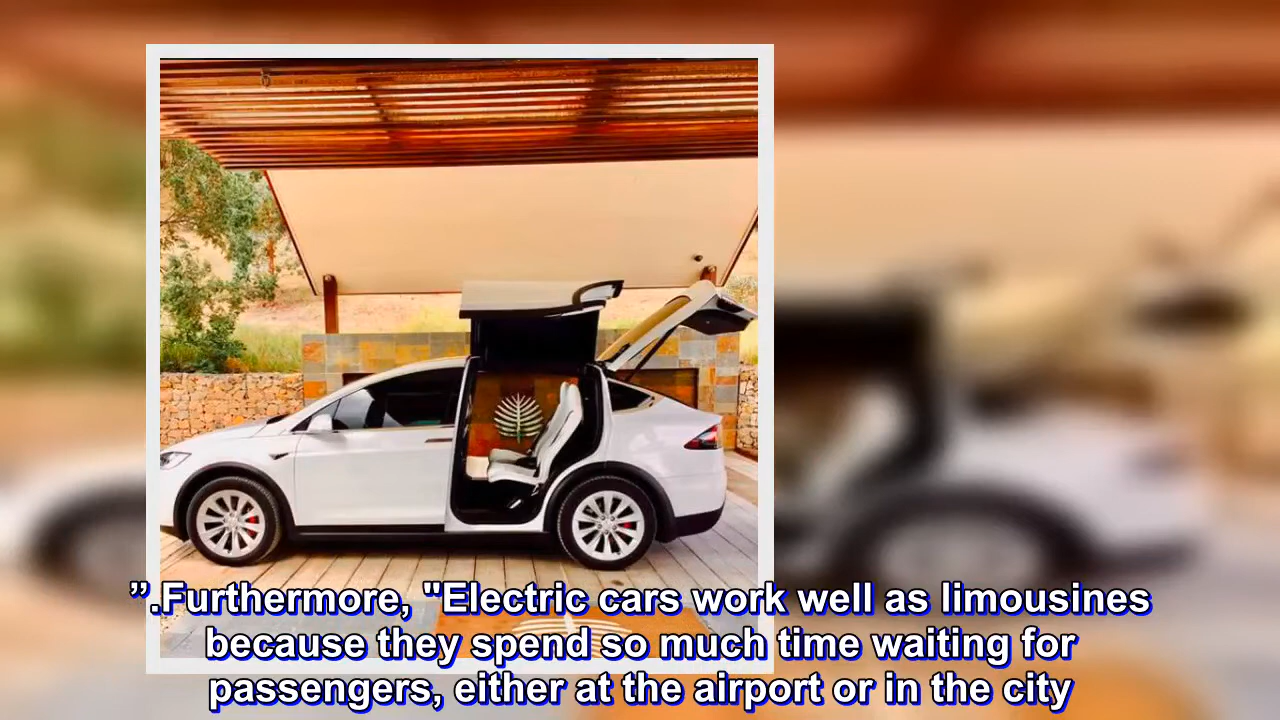 ”.Furthermore, "Electric cars work well as limousines
because they spend so much time waiting for
passengers, either at the airport or in the city